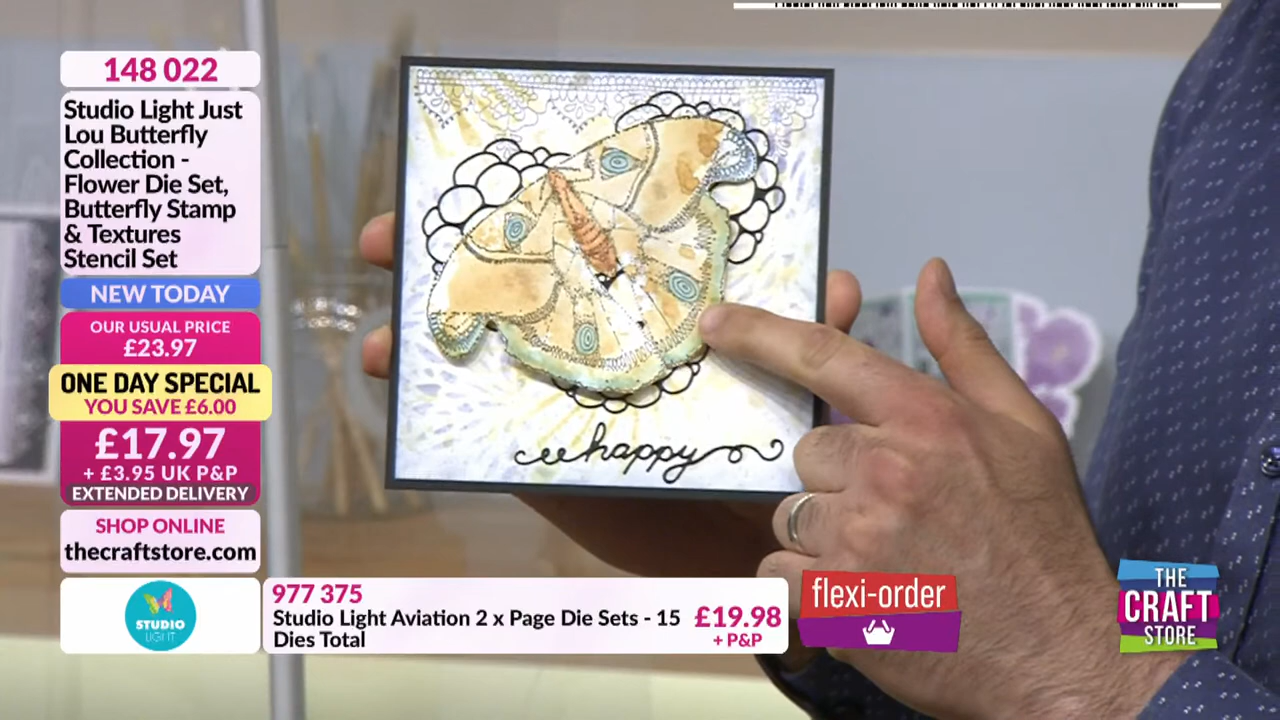 148 022
Studio Light Just
Lou Butterfly
Collection -
Flower Die Set,
Butterfly Stamp
& Textures
Stencil Set
NEW TODAY
OUR USUAL PRICE
£23.97
ONE DAY SPECIAL
YOU SAVE £6.00
£17.97
+ £3.95 UK P&P
EXTENDED DELIVERY
SHOP ONLINE
thecraftstore.com
happy
STUDIO
LIGHT
977 375
Studio Light Aviation 2 x Page Die Sets - 15
Dies Total
£19.98
+ P&P
flexi-order
THE
CRAFT
STORE